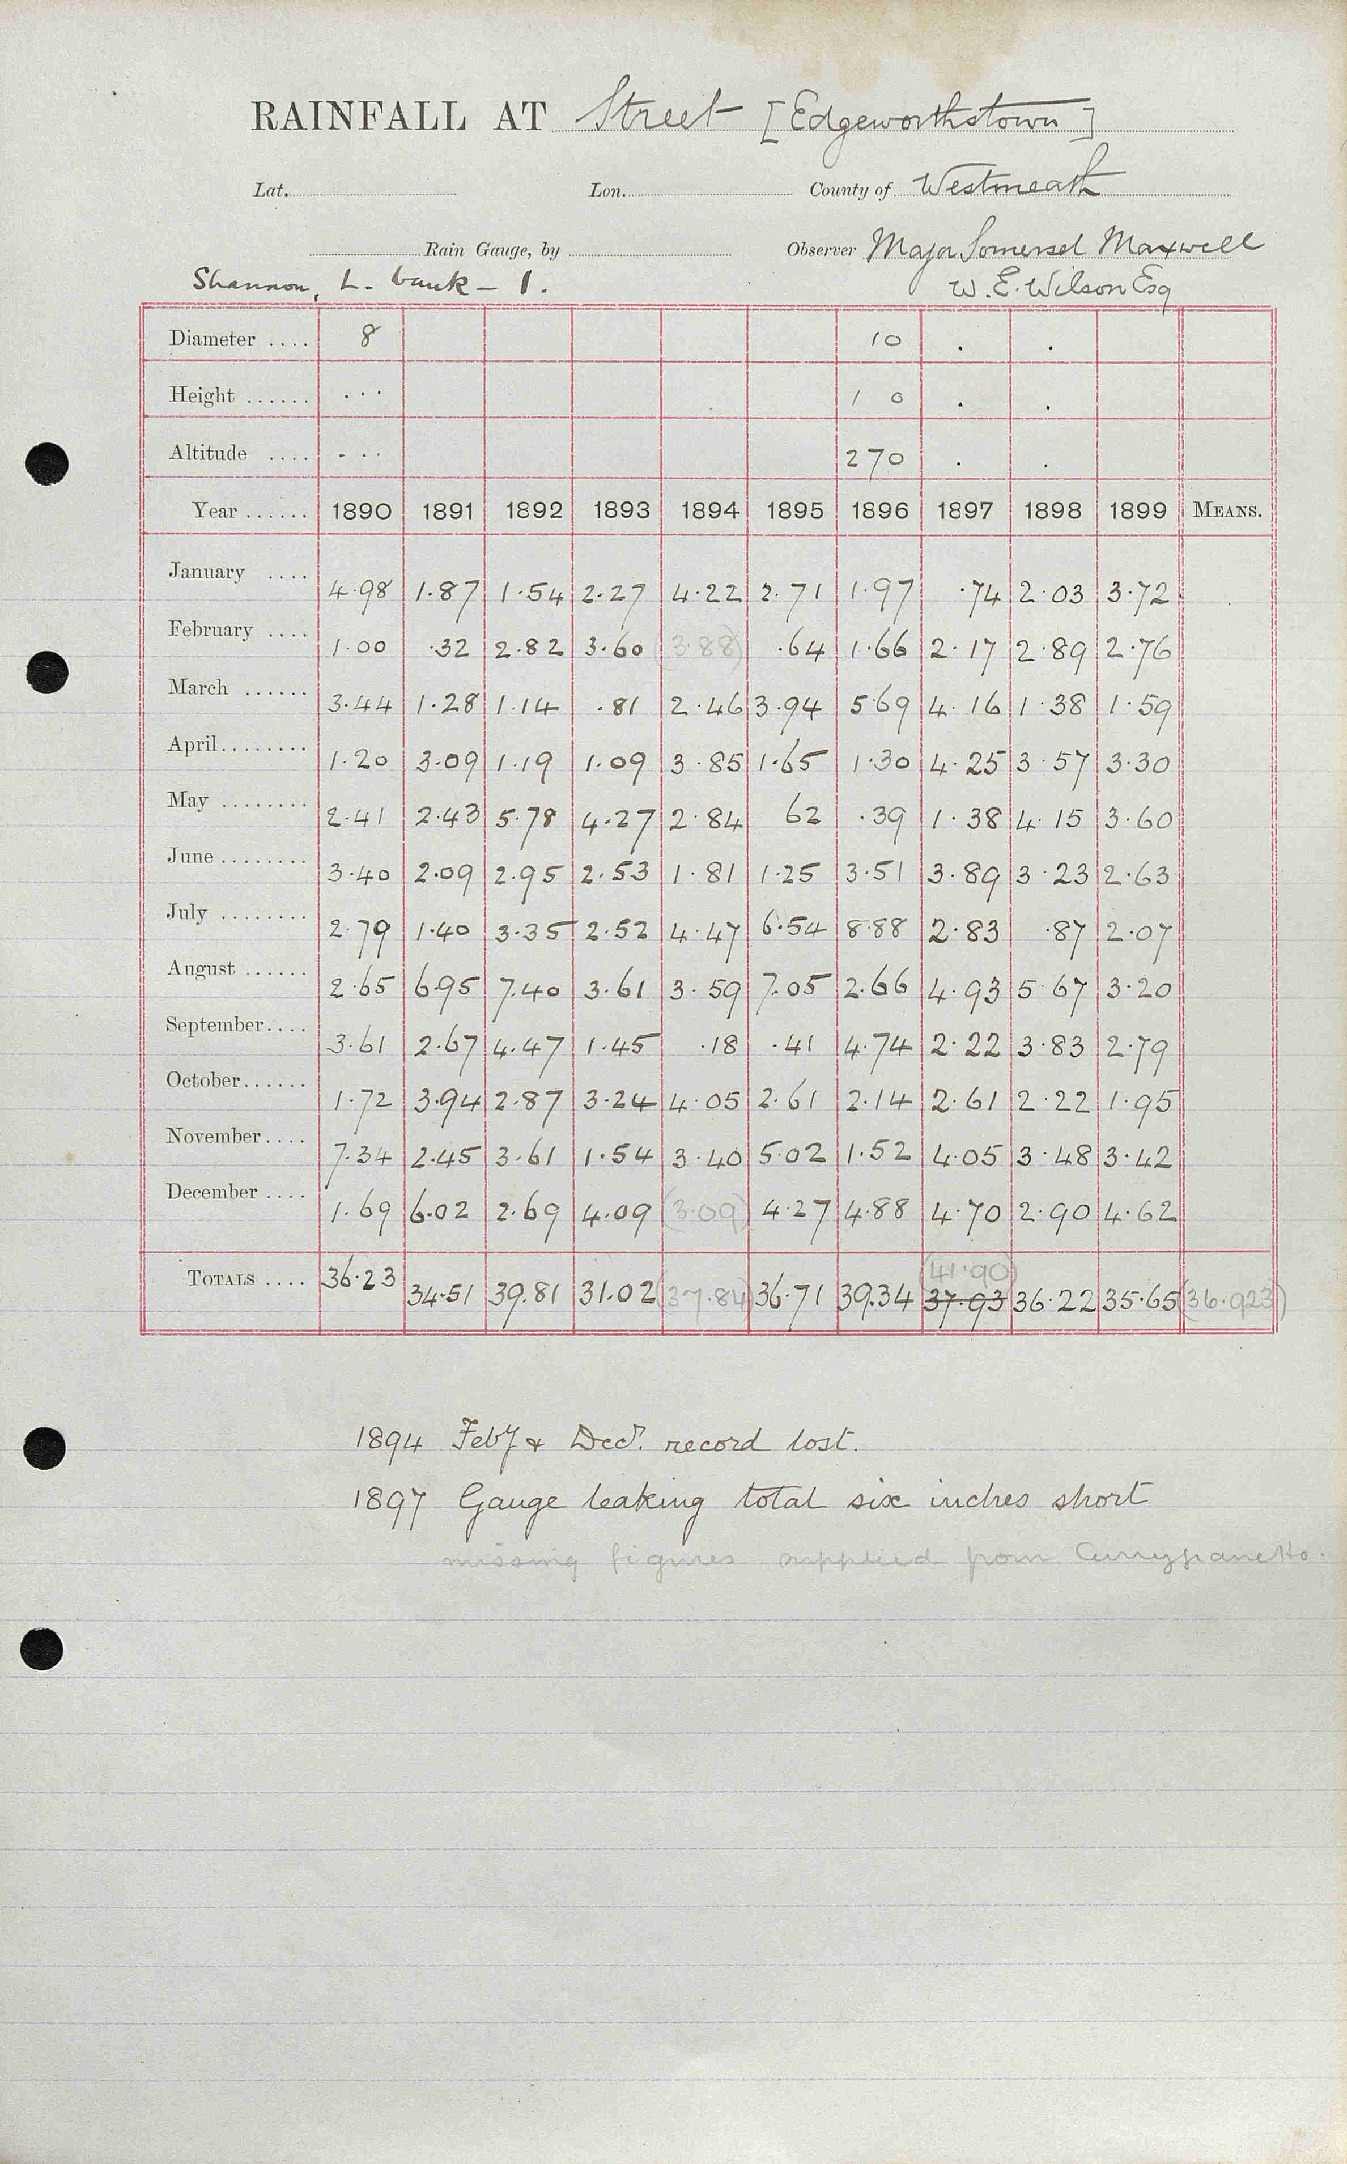 RAINFALL AT Street [Edgeworthstown]
Lat. Lon. County of Westmeath
Rain Gauge, by Observer Major Somerset Maxwell
Shannon, L. bank - 1. W. E. Wilson Esq
Diameter .... 8 10 . .
Height ...... ... 1 0 . .
Altitude .... - .. 270 . .
Year ...... 1890 1891 1892 1893 1894 1895 1896 1897 1898 1899 MEANS.
January .... 4.98 1.87 1.54 2.27 4.22 2.71 1.97 .74 2.03 3.72
February .... 1.00 .32 2.82 3.60 (3.88) .64 1.66 2.17 2.89 2.76
March ...... 3.44 1.28 1.14 .81 2.46 3.94 5.69 4.16 1.38 1.59
April........ 1.20 3.09 1.19 1.09 3.85 1.65 1.30 4.25 3.57 3.30
May ........ 2.41 2.43 5.78 4.27 2.84 62 .39 1.38 4.15 3.60
June ........ 3.40 2.09 2.95 2.53 1.81 1.25 3.51 3.89 3.23 2.63
July ........ 2.79 1.40 3.35 2.52 4.47 6.54 8.88 2.83 .87 2.07
August ...... 2.65 6.95 7.40 3.61 3.59 7.05 2.66 4.93 5.67 3.20
September.... 3.61 2.67 4.47 1.45 .18 .41 4.74 2.22 3.83 2.79
October...... 1.72 3.94 2.87 3.24 4.05 2.61 2.14 2.61 2.22 1.95
November.... 7.34 2.45 3.61 1.54 3.40 5.02 1.52 4.05 3.48 3.42
December .... 1.69 6.02 2.69 4.09 (3.09) 4.27 4.88 4.70 2.90 4.62
(41.90)
TOTALS .... 36.23 34.51 39.81 31.02 (37.84) 36.71 39.34 37.93 36.22 35.65 (36.923)
1894 Feby & Decr. record lost.
1897 Gauge leaking total six inches short
missing figures supplied from